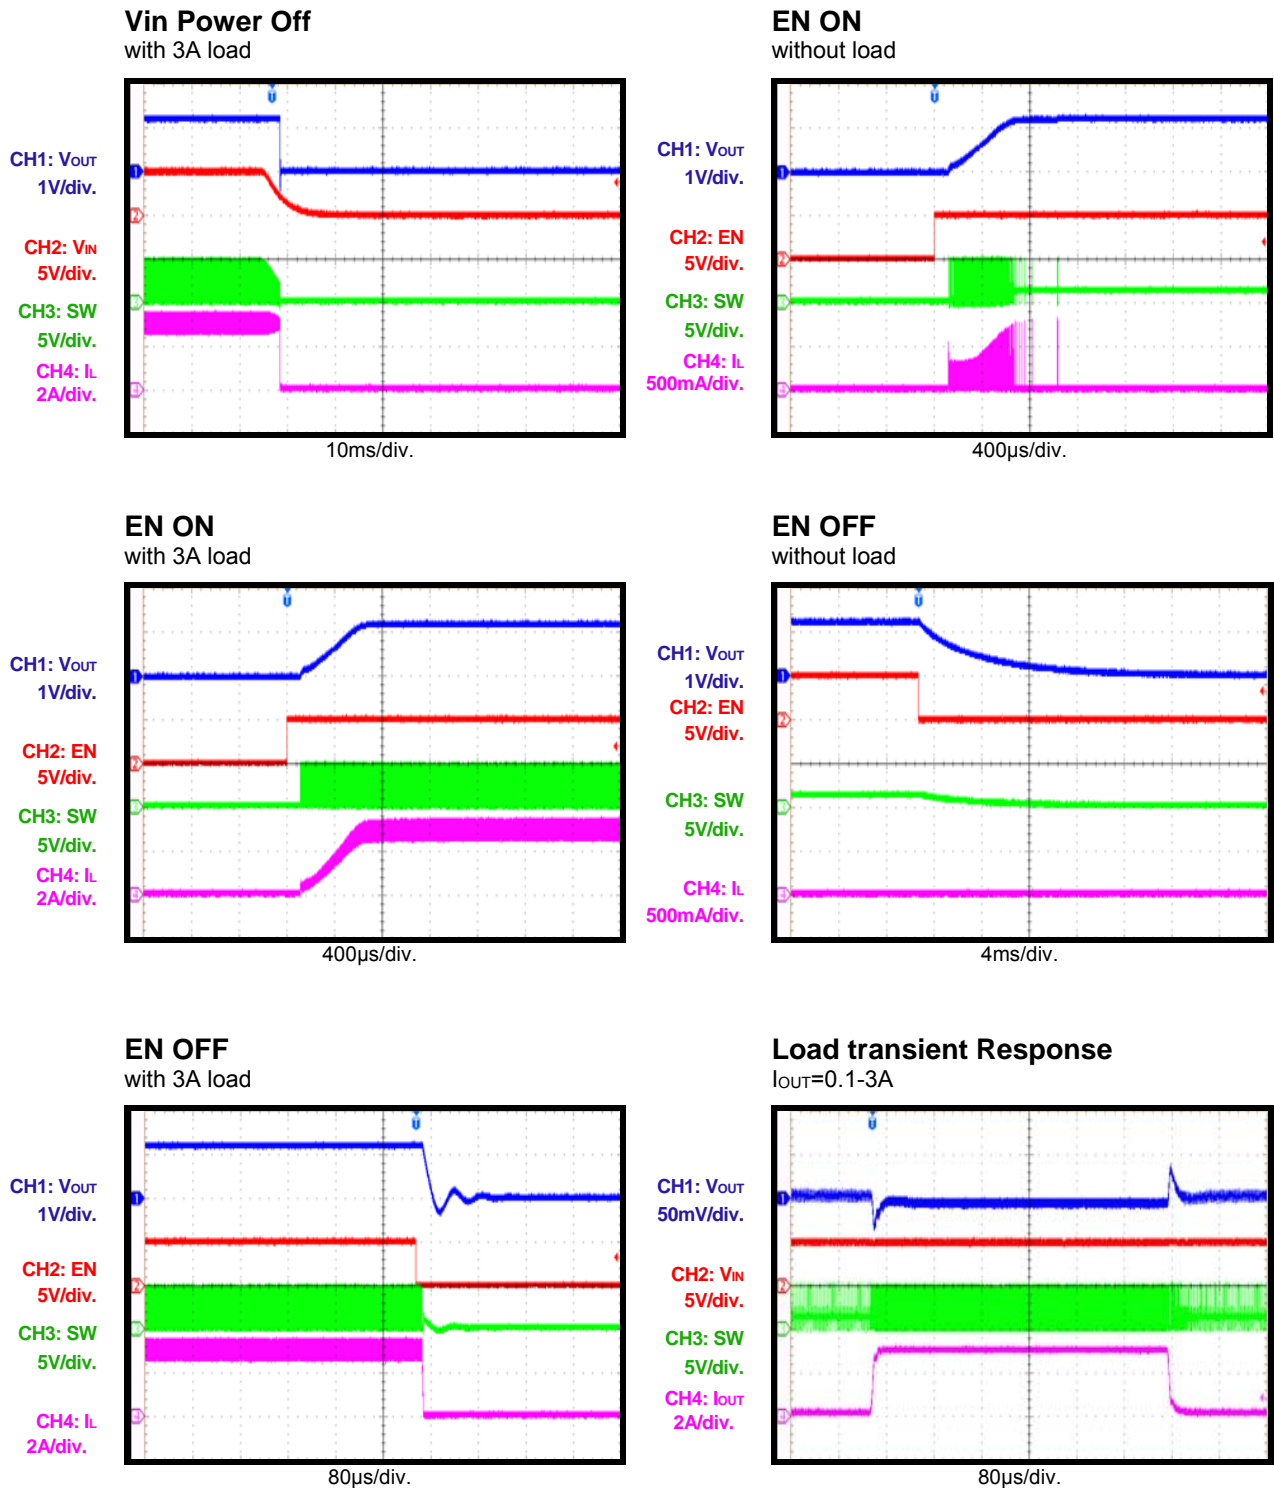 Vin Power Off
with 3A load
CH1: VOUT
1V/div.
CH2: VIN
5V/div.
CH3: SW
5V/div.
CH4: IL
2A/div.
10ms/div.
EN ON
without load
CH1: VOUT
1V/div.
CH2: EN
5V/div.
CH3: SW
5V/div.
CH4: IL
500mA/div.
400µs/div.
EN ON
with 3A load
CH1: VOUT
1V/div.
CH2: EN
5V/div.
CH3: SW
5V/div.
CH4: IL
2A/div.
400µs/div.
EN OFF
without load
CH1: VOUT
1V/div.
CH2: EN
5V/div.
CH3: SW
5V/div.
CH4: IL
500mA/div.
4ms/div.
EN OFF
with 3A load
CH1: VOUT
1V/div.
CH2: EN
5V/div.
CH3: SW
5V/div.
CH4: IL
2A/div.
80µs/div.
Load transient Response
IOUT=0.1-3A
CH1: VOUT
50mV/div.
CH2: VIN
5V/div.
CH3: SW
5V/div.
CH4: IOUT
2A/div.
80µs/div.